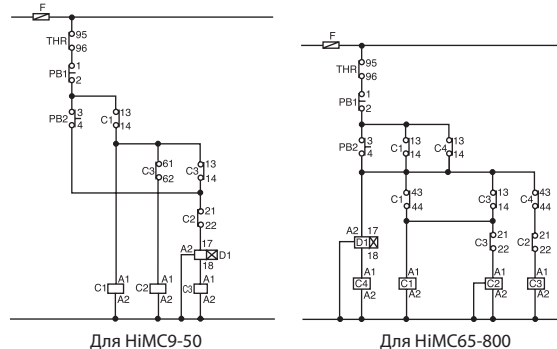 F
THR 95
96
PB1 1
2
PB2 3
4
C1 13
14
C3 61
62
C3 13
14
C2 21
22
A2 17
D1
18
C1 A1
A2
C2 A1
A2
C3 A1
A2
Для HiMC9-50
F
THR 95
96
PB1 1
2
PB2 3
4
C1 13
14
C4 13
14
C1 43
44
C3 13
14
C4 43
44
A2 17
D1
18
C3 21
22
C2 21
22
C4 A1
A2
C1 A1
A2
C2 A1
A2
C3 A1
A2
Для HiMC65-800